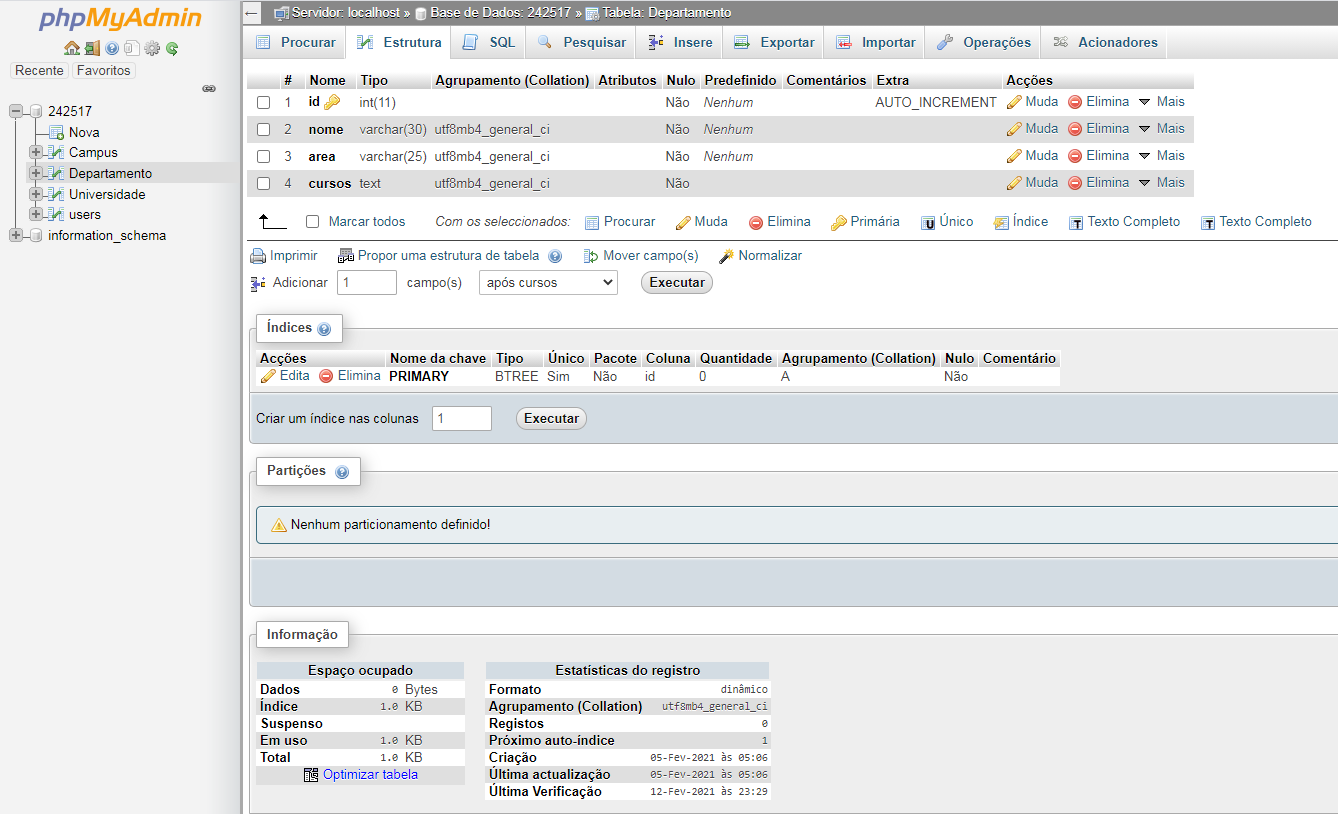 phpMyAdmin
Recente Favoritos
242517
Nova
Campus
Departamento
Universidade
users
information_schema
Servidor: localhost » Base de Dados: 242517 » Tabela: Departamento
Procurar Estrutura SQL Pesquisar Insere Exportar Importar Operações Acionadores
# Nome Tipo Agrupamento (Collation) Atributos Nulo Predefinido Comentários Extra Acções
1 id int(11) Não Nenhum AUTO_INCREMENT Muda Elimina Mais
2 nome varchar(30) utf8mb4_general_ci Não Nenhum Muda Elimina Mais
3 area varchar(25) utf8mb4_general_ci Não Nenhum Muda Elimina Mais
4 cursos text utf8mb4_general_ci Não Muda Elimina Mais
Marcar todos Com os seleccionados: Procurar Muda Elimina Primária Único Índice Texto Completo Texto Completo
Imprimir Propor uma estrutura de tabela Mover campo(s) Normalizar
Adicionar 1 campo(s) após cursos Executar
Índices
Acções Nome da chave Tipo Único Pacote Coluna Quantidade Agrupamento (Collation) Nulo Comentário
Edita Elimina PRIMARY BTREE Sim Não id 0 A Não
Criar um índice nas colunas 1 Executar
Partições
Nenhum particionamento definido!
Informação
Espaço ocupado
Dados 0 Bytes
Índice 1.0 KB
Suspenso
Em uso 1.0 KB
Total 1.0 KB
Optimizar tabela
Estatísticas do registro
Formato dinâmico
Agrupamento (Collation) utf8mb4_general_ci
Registos 0
Próximo auto-índice 1
Criação 05-Fev-2021 às 05:06
Última actualização 05-Fev-2021 às 05:06
Última Verificação 12-Fev-2021 às 23:29